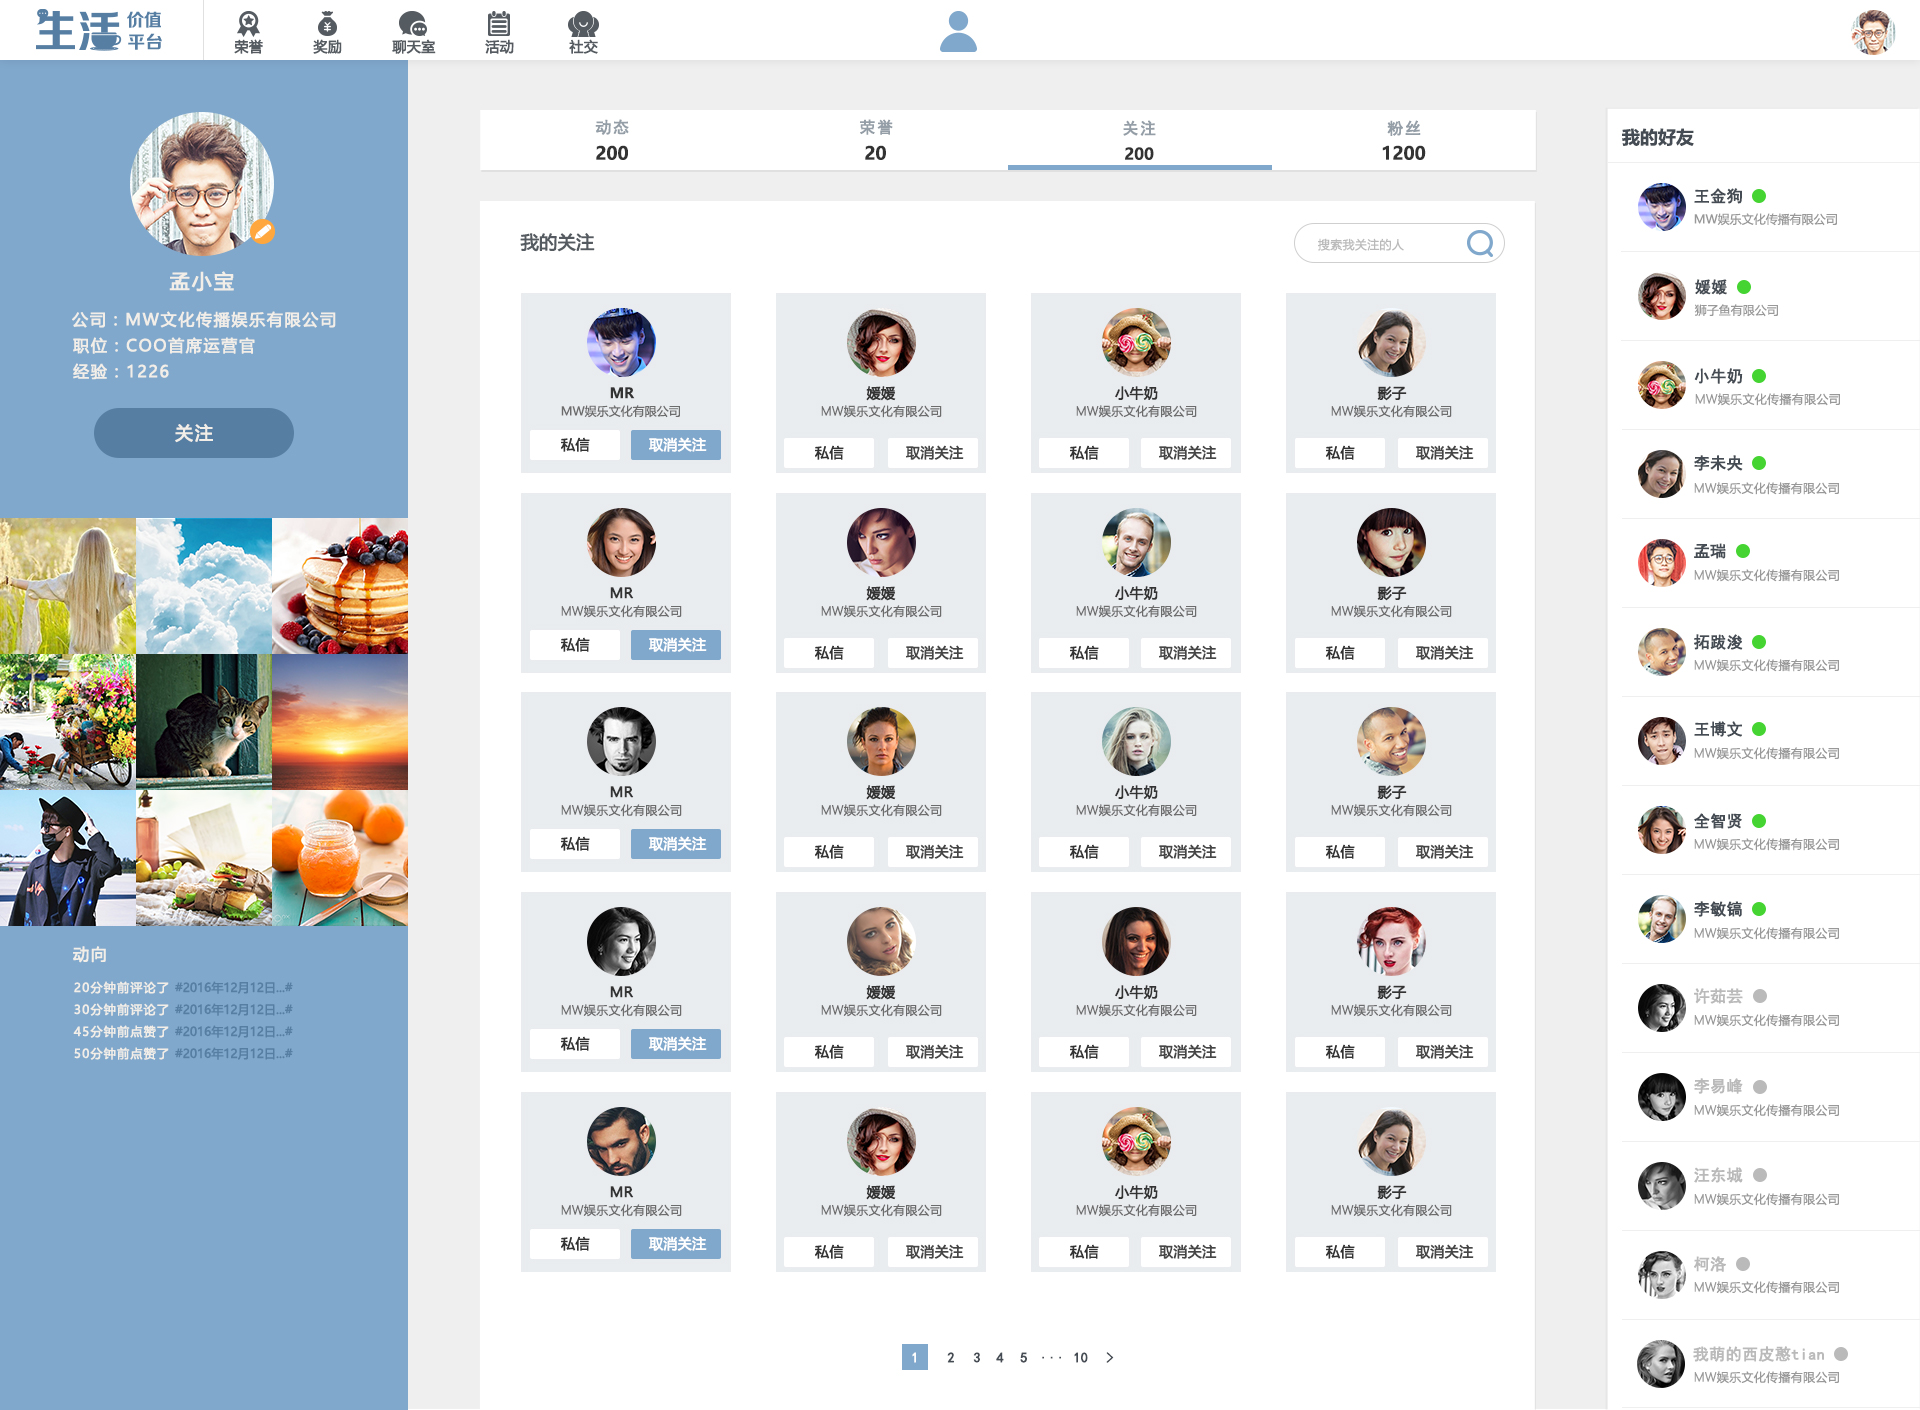 生活 价值
平台
荣誉 奖励 聊天室 活动 社交
孟小宝
公司：MW文化传播娱乐有限公司
职位：COO首席运营官
经验：1226
关注
动向
20分钟前评论了 #2016年12月12日...#
30分钟前评论了 #2016年12月12日...#
45分钟前点赞了 #2016年12月12日...#
50分钟前点赞了 #2016年12月12日...#
动态 荣誉 关注 粉丝
200 20 200 1200
我的关注 搜索我关注的人
MR 媛媛 小牛奶 影子
MW娱乐文化有限公司 MW娱乐文化有限公司 MW娱乐文化有限公司 MW娱乐文化有限公司
私信 取消关注 私信 取消关注 私信 取消关注 私信 取消关注
MR 媛媛 小牛奶 影子
MW娱乐文化有限公司 MW娱乐文化有限公司 MW娱乐文化有限公司 MW娱乐文化有限公司
私信 取消关注 私信 取消关注 私信 取消关注 私信 取消关注
MR 媛媛 小牛奶 影子
MW娱乐文化有限公司 MW娱乐文化有限公司 MW娱乐文化有限公司 MW娱乐文化有限公司
私信 取消关注 私信 取消关注 私信 取消关注 私信 取消关注
MR 媛媛 小牛奶 影子
MW娱乐文化有限公司 MW娱乐文化有限公司 MW娱乐文化有限公司 MW娱乐文化有限公司
私信 取消关注 私信 取消关注 私信 取消关注 私信 取消关注
MR 媛媛 小牛奶 影子
MW娱乐文化有限公司 MW娱乐文化有限公司 MW娱乐文化有限公司 MW娱乐文化有限公司
私信 取消关注 私信 取消关注 私信 取消关注 私信 取消关注
1 2 3 4 5 ··· 10 >
我的好友
王金狗
MW娱乐文化传播有限公司
媛媛
狮子鱼有限公司
小牛奶
MW娱乐文化传播有限公司
李未央
MW娱乐文化传播有限公司
孟瑞
MW娱乐文化传播有限公司
拓跋浚
MW娱乐文化传播有限公司
王博文
MW娱乐文化传播有限公司
全智贤
MW娱乐文化传播有限公司
李敏镐
MW娱乐文化传播有限公司
许茹芸
MW娱乐文化传播有限公司
李易峰
MW娱乐文化传播有限公司
汪东城
MW娱乐文化传播有限公司
柯洛
MW娱乐文化传播有限公司
我萌的西皮憨tian
MW娱乐文化传播有限公司